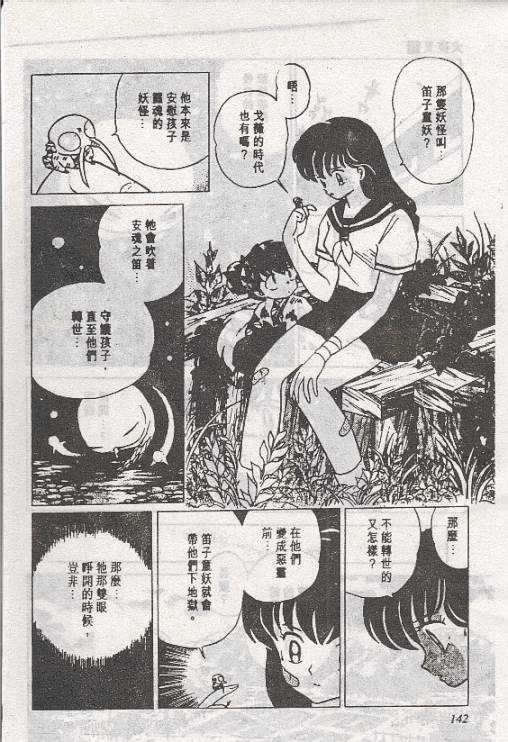 那隻妖怪叫…
笛子童妖？
唔…
戈薇的時代
也有嗎？
他本來是
安慰孩子
靈魂的
妖怪…
牠會吹着
安魂之笛…
守護孩子，
直至他們
轉世…
那麼…
不能轉世的
又怎樣？
在他們
變成惡靈
前…
笛子童妖就會
帶他們下地獄。
那麼…
牠那雙眼
睜開的時候，
豈非…
142